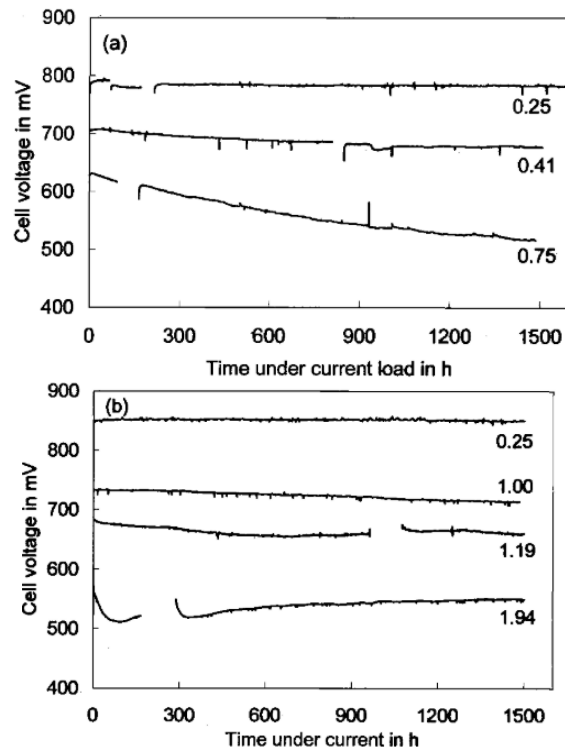 900
(a)
800
0.25
700
0.41
600
500
0.75
400
Cell voltage in mV
0 300 600 900 1200 1500
Time under current load in h
900
(b)
800
0.25
700
1.00
1.19
600
500
1.94
400
Cell voltage in mV
0 300 600 900 1200 1500
Time under current in h